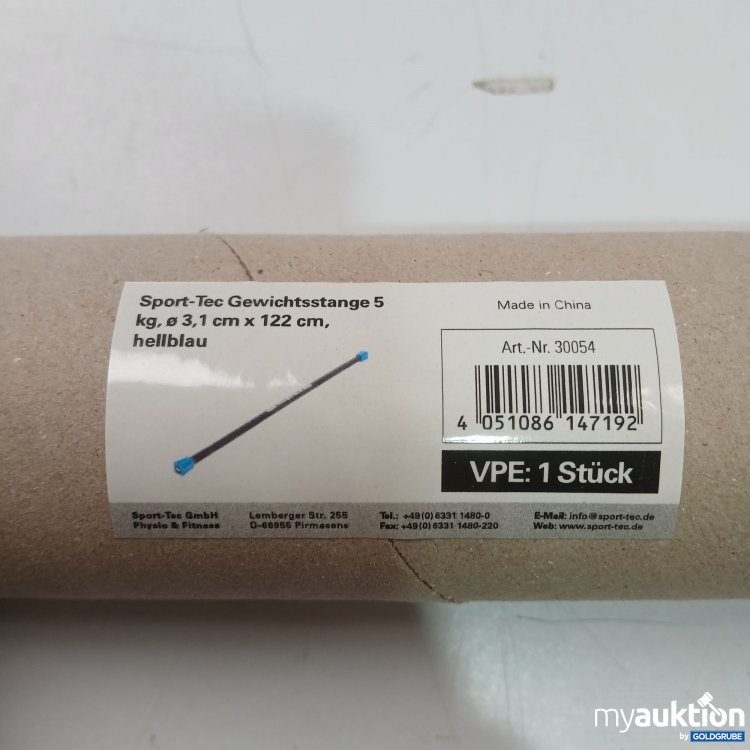 Sport-Tec Gewichtsstange 5
kg, ø 3,1 cm x 122 cm,
hellblau
Made in China
Art.-Nr. 30054
4 051086 147192
VPE: 1 Stück
Sport-Tec GmbH
Physio & Fitness
Lemberger Str. 256
D-66955 Pirmasens
Tel.: +49 (0) 6331 1480-0
Fax: +49 (0) 6331 1480-220
E-Mail: info@sport-tec.de
Web: www.sport-tec.de
myauktion
by GOLDGRUBE